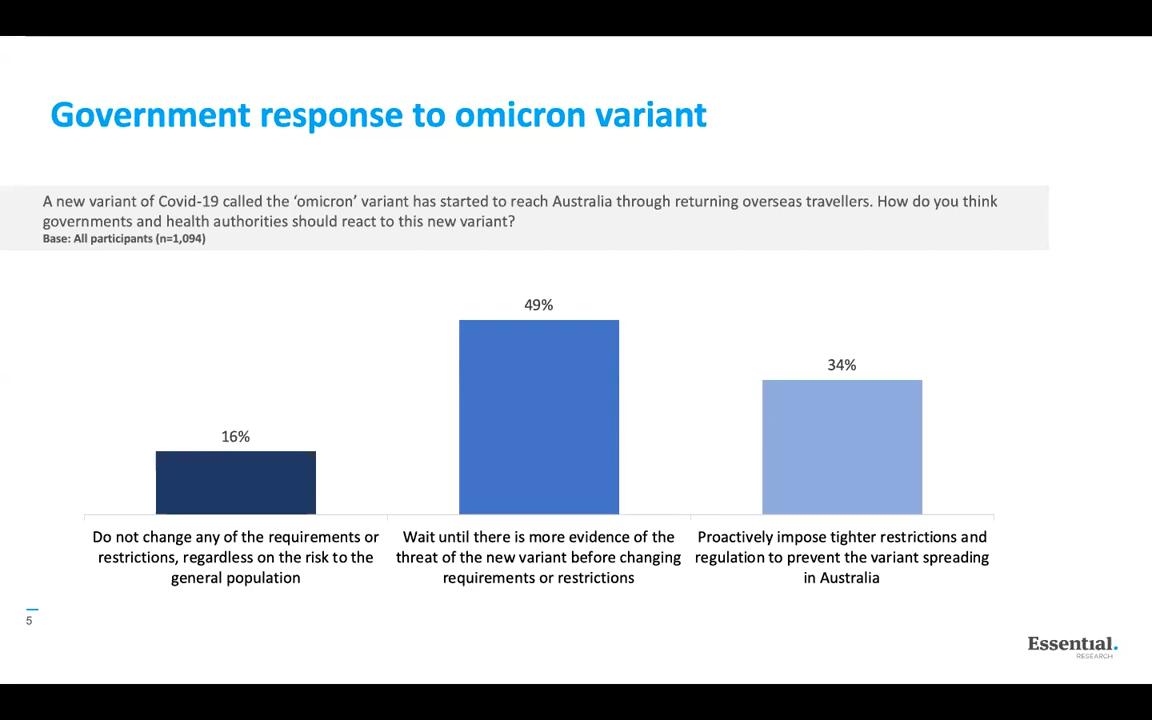 Government response to omicron variant
A new variant of Covid-19 called the ‘omicron’ variant has started to reach Australia through returning overseas travellers. How do you think
governments and health authorities should react to this new variant?
Base: All participants (n=1,094)
49%
34%
16%
Do not change any of the requirements or
restrictions, regardless on the risk to the
general population
Wait until there is more evidence of the
threat of the new variant before changing
requirements or restrictions
Proactively impose tighter restrictions and
regulation to prevent the variant spreading
in Australia
5
Essential.
RESEARCH